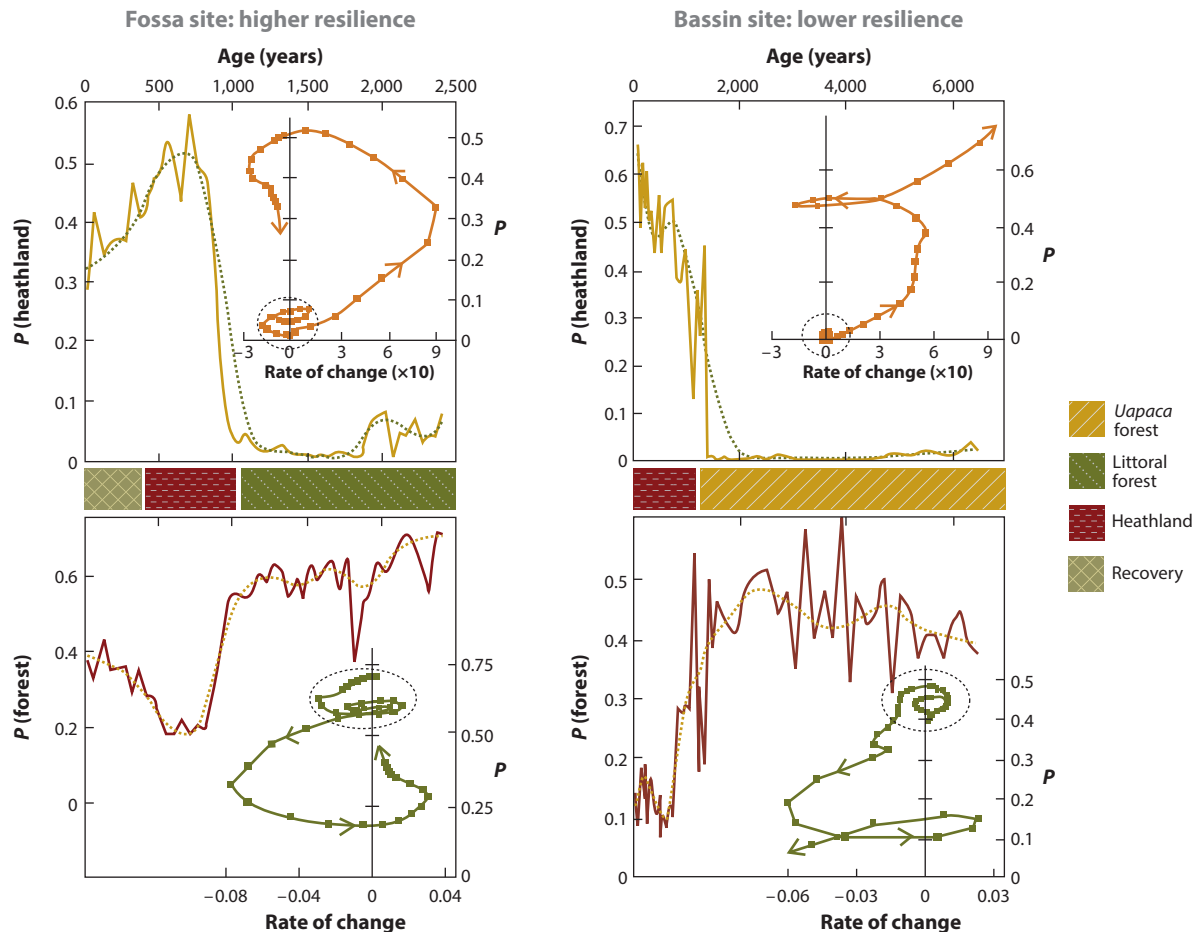 Fossa site: higher resilience
Bassin site: lower resilience
Age (years)
0 500 1,000 1,500 2,000 2,500
Age (years)
0 2,000 4,000 6,000
P (heathland)
0.6
0.5
0.4
0.3
0.2
0.1
0
0.5
0.4
0.3
0.2
0.1
0
P
−3 0 3 6 9
Rate of change (×10)
P (heathland)
0.7
0.6
0.5
0.4
0.3
0.2
0.1
0
0.6
0.4
0.2
0
P
−3 0 3 6 9
Rate of change (×10)
Uapaca
forest
Littoral
forest
Heathland
Recovery
P (forest)
0.6
0.4
0.2
0
0.75
0.50
0.25
0
P
−0.08 −0.04 0 0.04
Rate of change
P (forest)
0.5
0.4
0.3
0.2
0.1
0
0.5
0.4
0.3
0.2
0.1
0
P
−0.06 −0.03 0 0.03
Rate of change